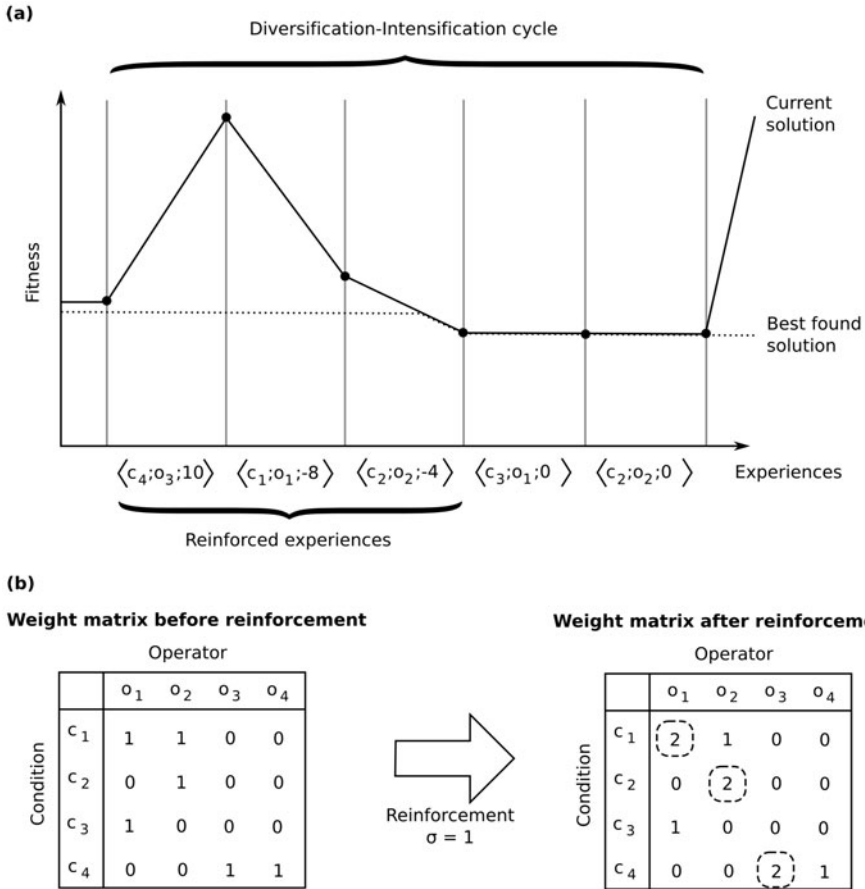 (a)
Diversification-Intensification cycle
Current
solution
Fitness
Best found
solution
⟨c₄;o₃;10⟩ ⟨c₁;o₁;-8⟩ ⟨c₂;o₂;-4⟩ ⟨c₃;o₁;0⟩ ⟨c₂;o₂;0⟩ Experiences
Reinforced experiences
(b)
Weight matrix before reinforcement
Operator
o₁ o₂ o₃ o₄
Condition
c₁ 1 1 0 0
c₂ 0 1 0 0
c₃ 1 0 0 0
c₄ 0 0 1 1
Reinforcement
σ = 1
Weight matrix after reinforceme
Operator
o₁ o₂ o₃ o₄
Condition
c₁ 2 1 0 0
c₂ 0 2 0 0
c₃ 1 0 0 0
c₄ 0 0 2 1